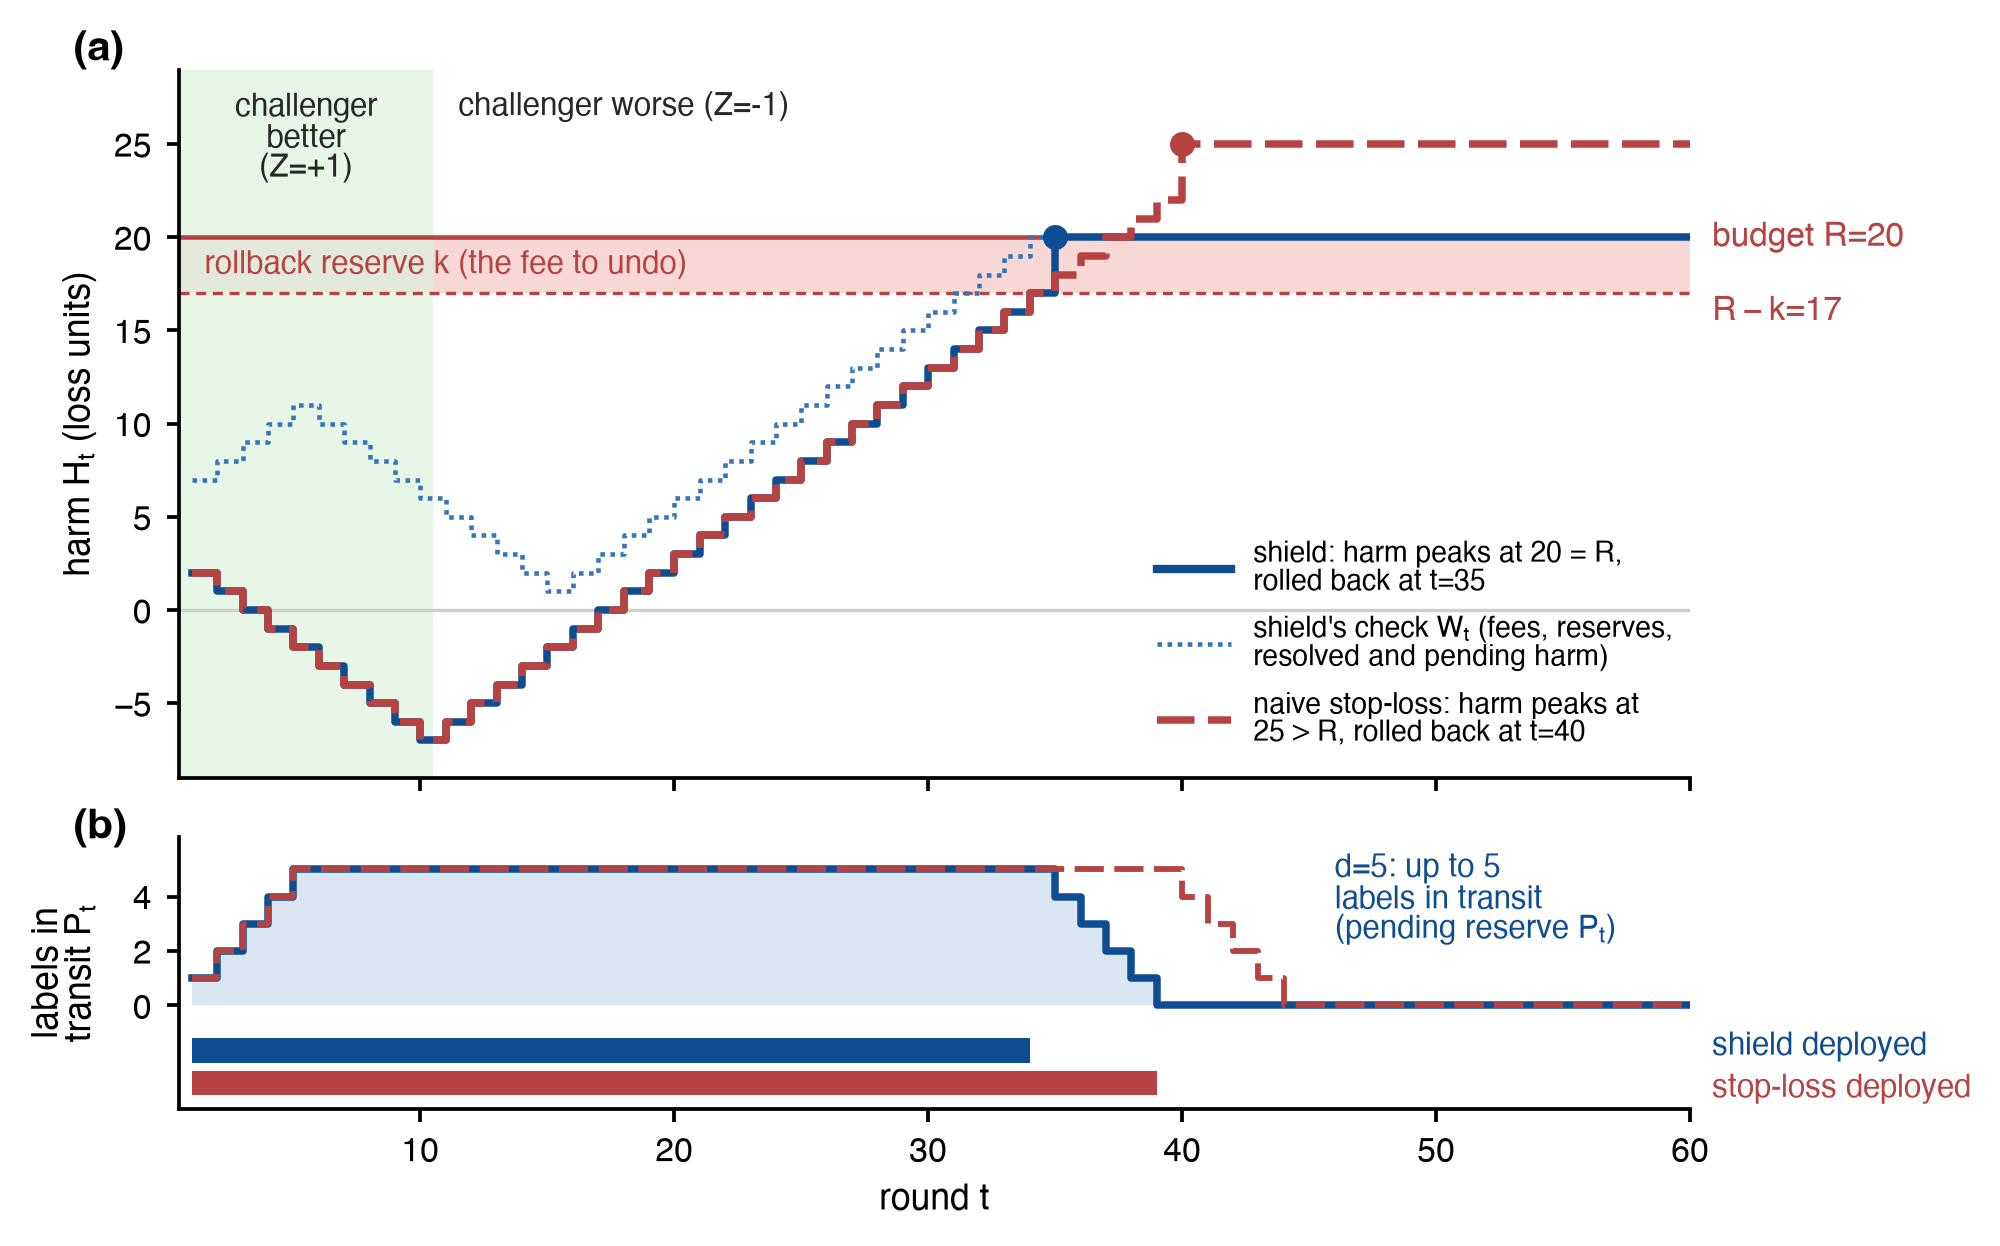 (a)
challenger
better
(Z=+1)
challenger worse (Z=-1)
25
20
15
10
5
0
−5
harm Hₜ (loss units)
rollback reserve k (the fee to undo)
budget R=20
R − k=17
shield: harm peaks at 20 = R,
rolled back at t=35
shield's check Wₜ (fees, reserves,
resolved and pending harm)
naive stop-loss: harm peaks at
25 > R, rolled back at t=40
(b)
4
2
0
labels in
transit Pₜ
d=5: up to 5
labels in transit
(pending reserve Pₜ)
shield deployed
stop-loss deployed
10 20 30 40 50 60
round t